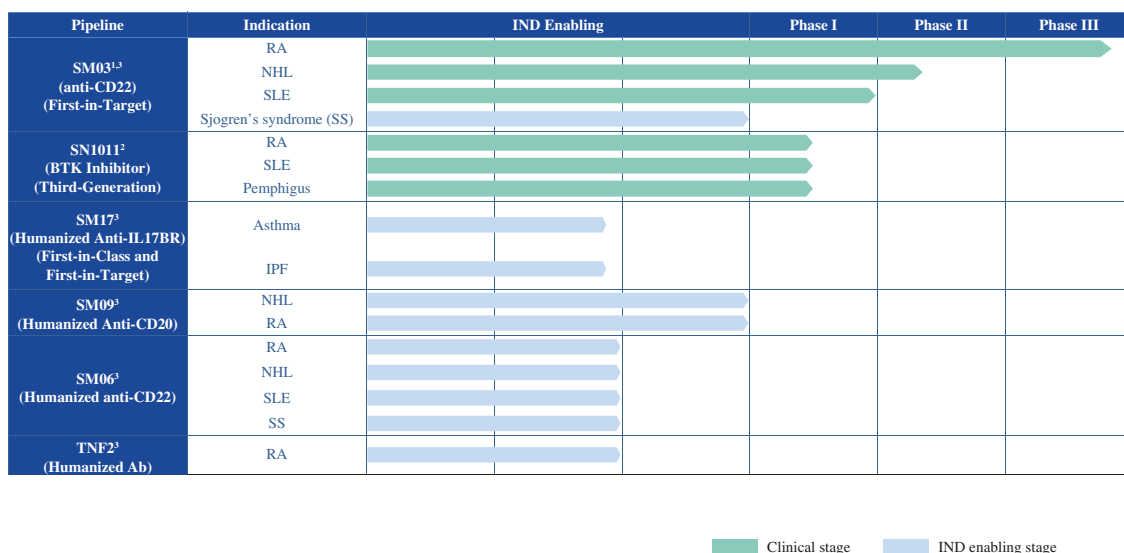 Pipeline Indication IND Enabling Phase I Phase II Phase III
SM03¹,³
(anti-CD22)
(First-in-Target)
RA
NHL
SLE
Sjogren’s syndrome (SS)
SN1011²
(BTK Inhibitor)
(Third-Generation)
RA
SLE
Pemphigus
SM17³
(Humanized Anti-IL17BR)
(First-in-Class and
First-in-Target)
Asthma
IPF
SM09³
(Humanized Anti-CD20)
NHL
RA
SM06³
(Humanized anti-CD22)
RA
NHL
SLE
SS
TNF2³
(Humanized Ab)
RA
Clinical stage IND enabling stage